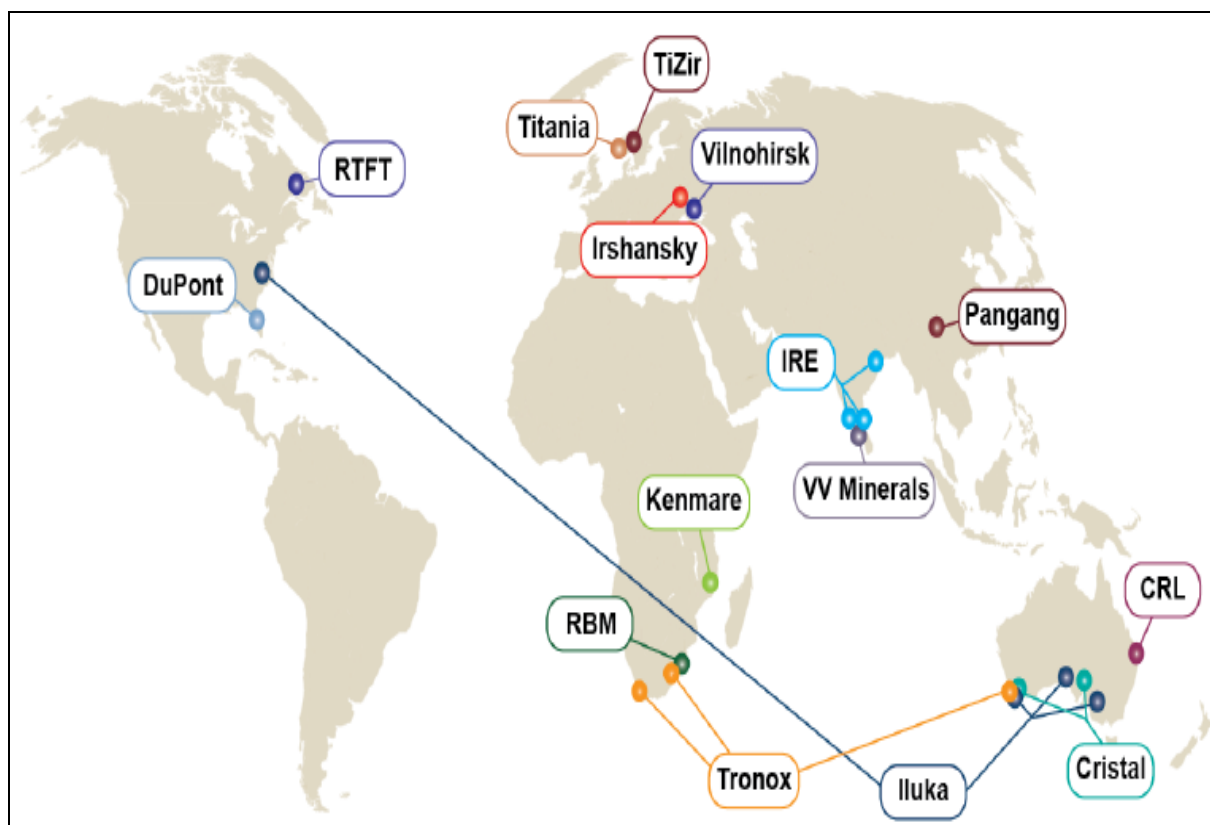 TiZir
Titania
Vilnohirsk
RTFT
Irshansky
DuPont
Pangang
IRE
VV Minerals
Kenmare
CRL
RBM
Tronox
Iluka
Cristal